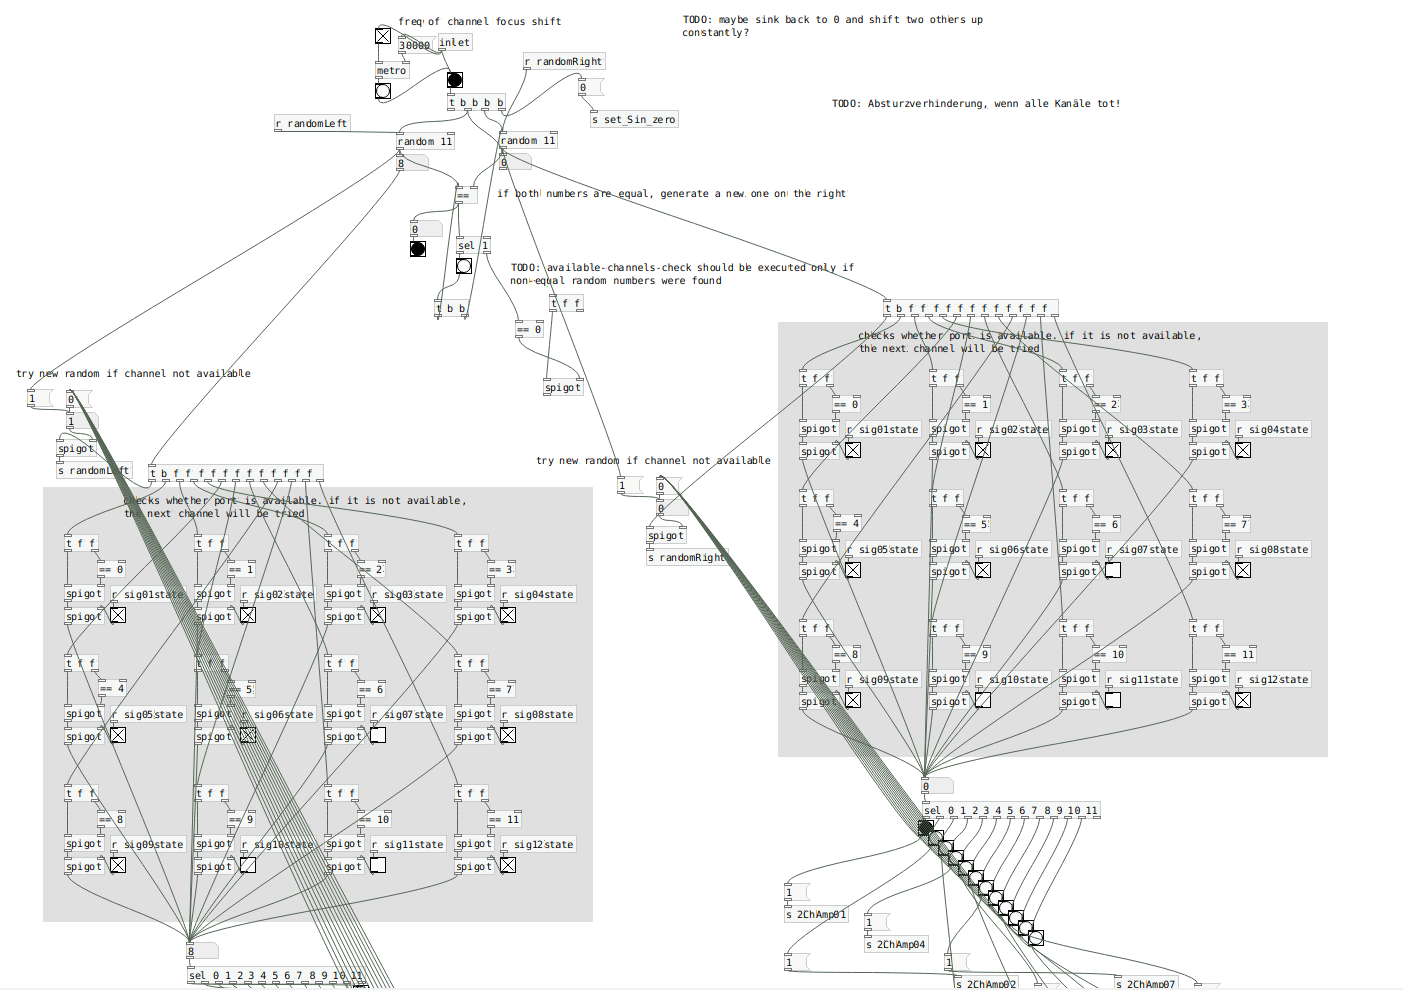 freq of channel focus shift
TODO: maybe sink back to 0 and shift two others up
constantly?
30000
inlet
metro
r randomRight
0
t b b b b
s set_Sin_zero
TODO: Absturzverhinderung, wenn alle Kanäle tot!
r randomLeft
random 11
random 11
8
0
==
if both numbers are equal, generate a new one on the right
0
sel 1
TODO: available-channels-check should be executed only if
non-equal random numbers were found
t b b
t f f
== 0
spigot
t b f f f f f f f f f f f
checks whether port is available. if it is not available,
the next channel will be tried
t f f
t f f
t f f
t f f
== 0
== 1
== 2
== 3
spigot
r sig01state
spigot
r sig02state
spigot
r sig03state
spigot
r sig04state
spigot
spigot
spigot
spigot
t f f
t f f
t f f
t f f
== 4
== 5
== 6
== 7
spigot
r sig05state
spigot
r sig06state
spigot
r sig07state
spigot
r sig08state
spigot
spigot
spigot
spigot
t f f
t f f
t f f
t f f
== 8
== 9
== 10
== 11
spigot
r sig09state
spigot
r sig10state
spigot
r sig11state
spigot
r sig12state
spigot
spigot
spigot
spigot
0
sel 0 1 2 3 4 5 6 7 8 9 10 11
1
s 2ChAmp01
1
s 2ChAmp04
1
1
s 2ChAmp02
s 2ChAmp07
try new random if channel not available
1
0
0
spigot
s randomRight
try new random if channel not available
1
0
1
spigot
s randomLeft
t b f f f f f f f f f f f
checks whether port is available. if it is not available,
the next channel will be tried
t f f
t f f
t f f
t f f
== 0
== 1
== 2
== 3
spigot
r sig01state
spigot
r sig02state
spigot
r sig03state
spigot
r sig04state
spigot
spigot
spigot
spigot
t f f
t f f
t f f
t f f
== 4
== 5
== 6
== 7
spigot
r sig05state
spigot
r sig06state
spigot
r sig07state
spigot
r sig08state
spigot
spigot
spigot
spigot
t f f
t f f
t f f
t f f
== 8
== 9
== 10
== 11
spigot
r sig09state
spigot
r sig10state
spigot
r sig11state
spigot
r sig12state
spigot
spigot
spigot
spigot
8
sel 0 1 2 3 4 5 6 7 8 9 10 11